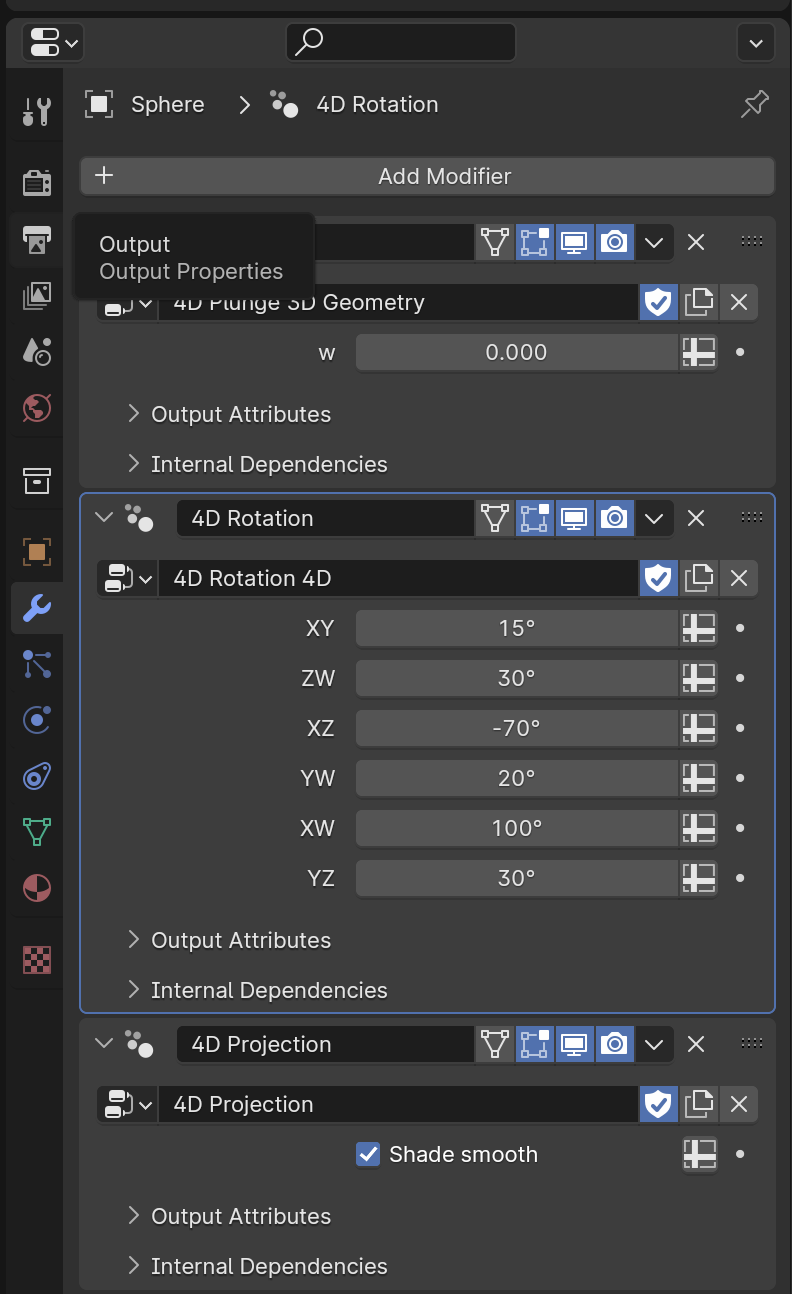 Sphere > 4D Rotation
Add Modifier
Output
Output Properties
4D Plunge 3D Geometry
w 0.000
Output Attributes
Internal Dependencies
4D Rotation
4D Rotation 4D
XY 15°
ZW 30°
XZ -70°
YW 20°
XW 100°
YZ 30°
Output Attributes
Internal Dependencies
4D Projection
4D Projection
Shade smooth
Output Attributes
Internal Dependencies